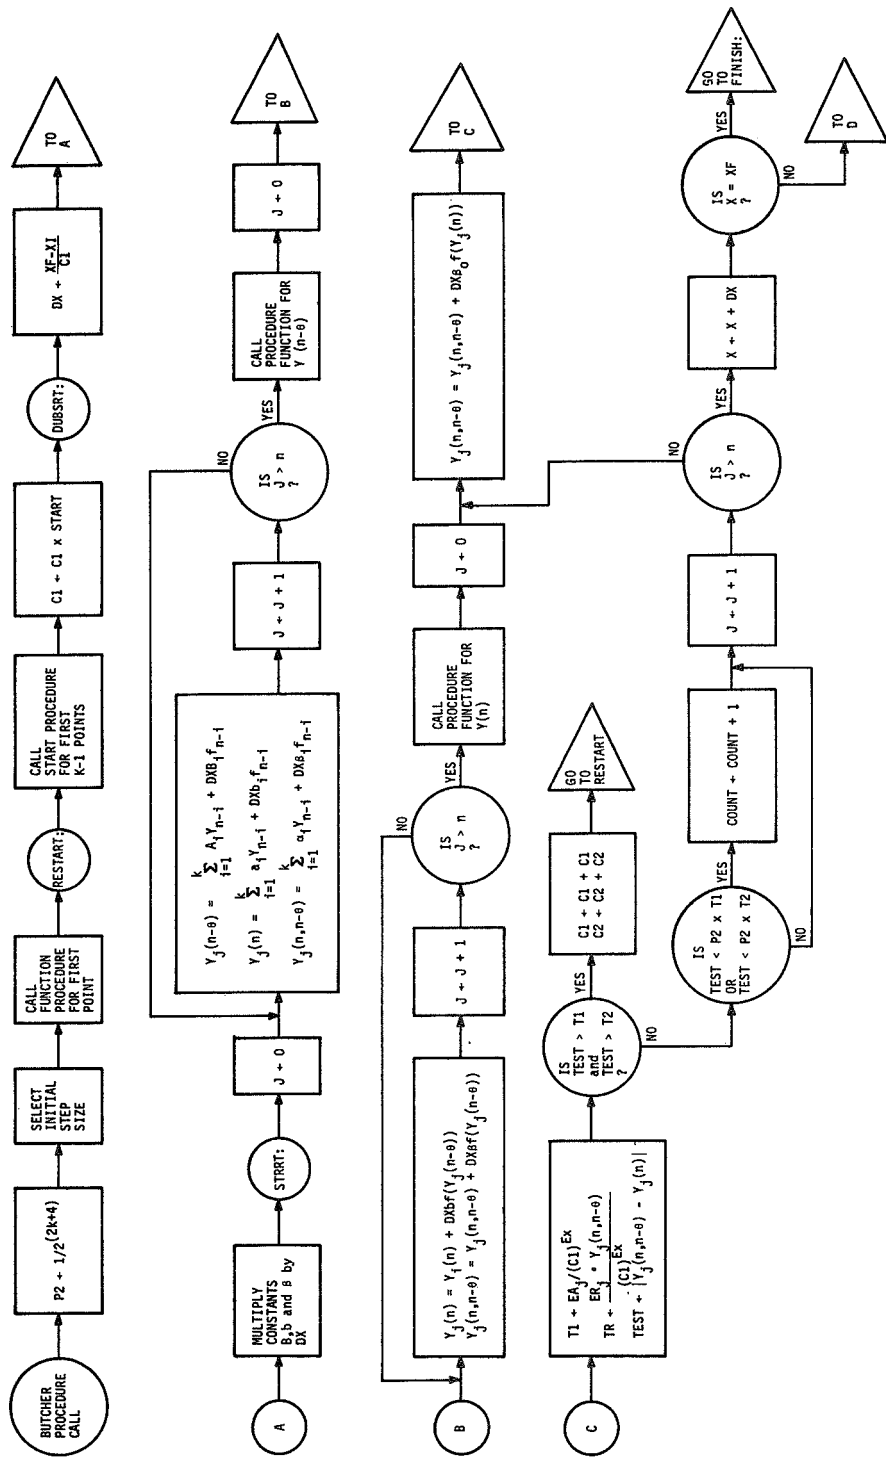 BUTCHER
PROCEDURE
CALL
P2 ← 1/2^(2k+4)
SELECT
INITIAL
STEP
SIZE
CALL
FUNCTION
PROCEDURE
FOR FIRST
POINT
RESTART:
CALL
START PROCEDURE
FOR FIRST
K-1 POINTS
C1 ← C1 x START
DUBSRT:
DX ← XF-XI
C1
TO
A
A
MULTIPLY
CONSTANTS
B,b and β by
DX
STRRT:
J ← 0
Y_j(n-θ) = Σ_{i=1}^{k} A_i Y_{n-i} + DXB_i f_{n-i}
Y_j(n) = Σ_{i=1}^{k} a_i Y_{n-i} + DXb_i f_{n-i}
Y_j(n,n-θ) = Σ_{i=1}^{k} α_i Y_{n-i} + DXβ_i f_{n-i}
J ← J + 1
IS
J > n
?
NO
YES
CALL
PROCEDURE
FUNCTION FOR
Y (n-θ)
J ← 0
TO
B
B
Y_j(n) = Y_i(n) + DXbf(Y_j(n-θ))
Y_j(n,n-θ) = Y_j(n,n-θ) + DXβf(Y_j(n-θ))
J ← J + 1
IS
J > n
?
NO
YES
CALL
PROCEDURE
FUNCTION FOR
Y(n)
J ← 0
Y_j(n,n-θ) = Y_j(n,n-θ) + DXβ_o f(Y_j(n))
TO
C
C
T1 ← EA_j/(C1)^Ex
TR ← ER_j * Y_j(n,n-θ)
(C1)^Ex
TEST ← |Y_j(n,n-θ) - Y_j(n)|
IS
TEST > T1
and
TEST > T2
?
YES
NO
C1 ← C1 + C1
C2 ← C2 + C2
GO
TO
RESTART
IS
TEST < P2 x T1
OR
TEST < P2 x T2
YES
NO
COUNT ← COUNT + 1
J ← J + 1
IS
J > n
?
NO
YES
X ← X + DX
IS
X = XF
?
YES
NO
GO
TO
FINISH:
TO
D